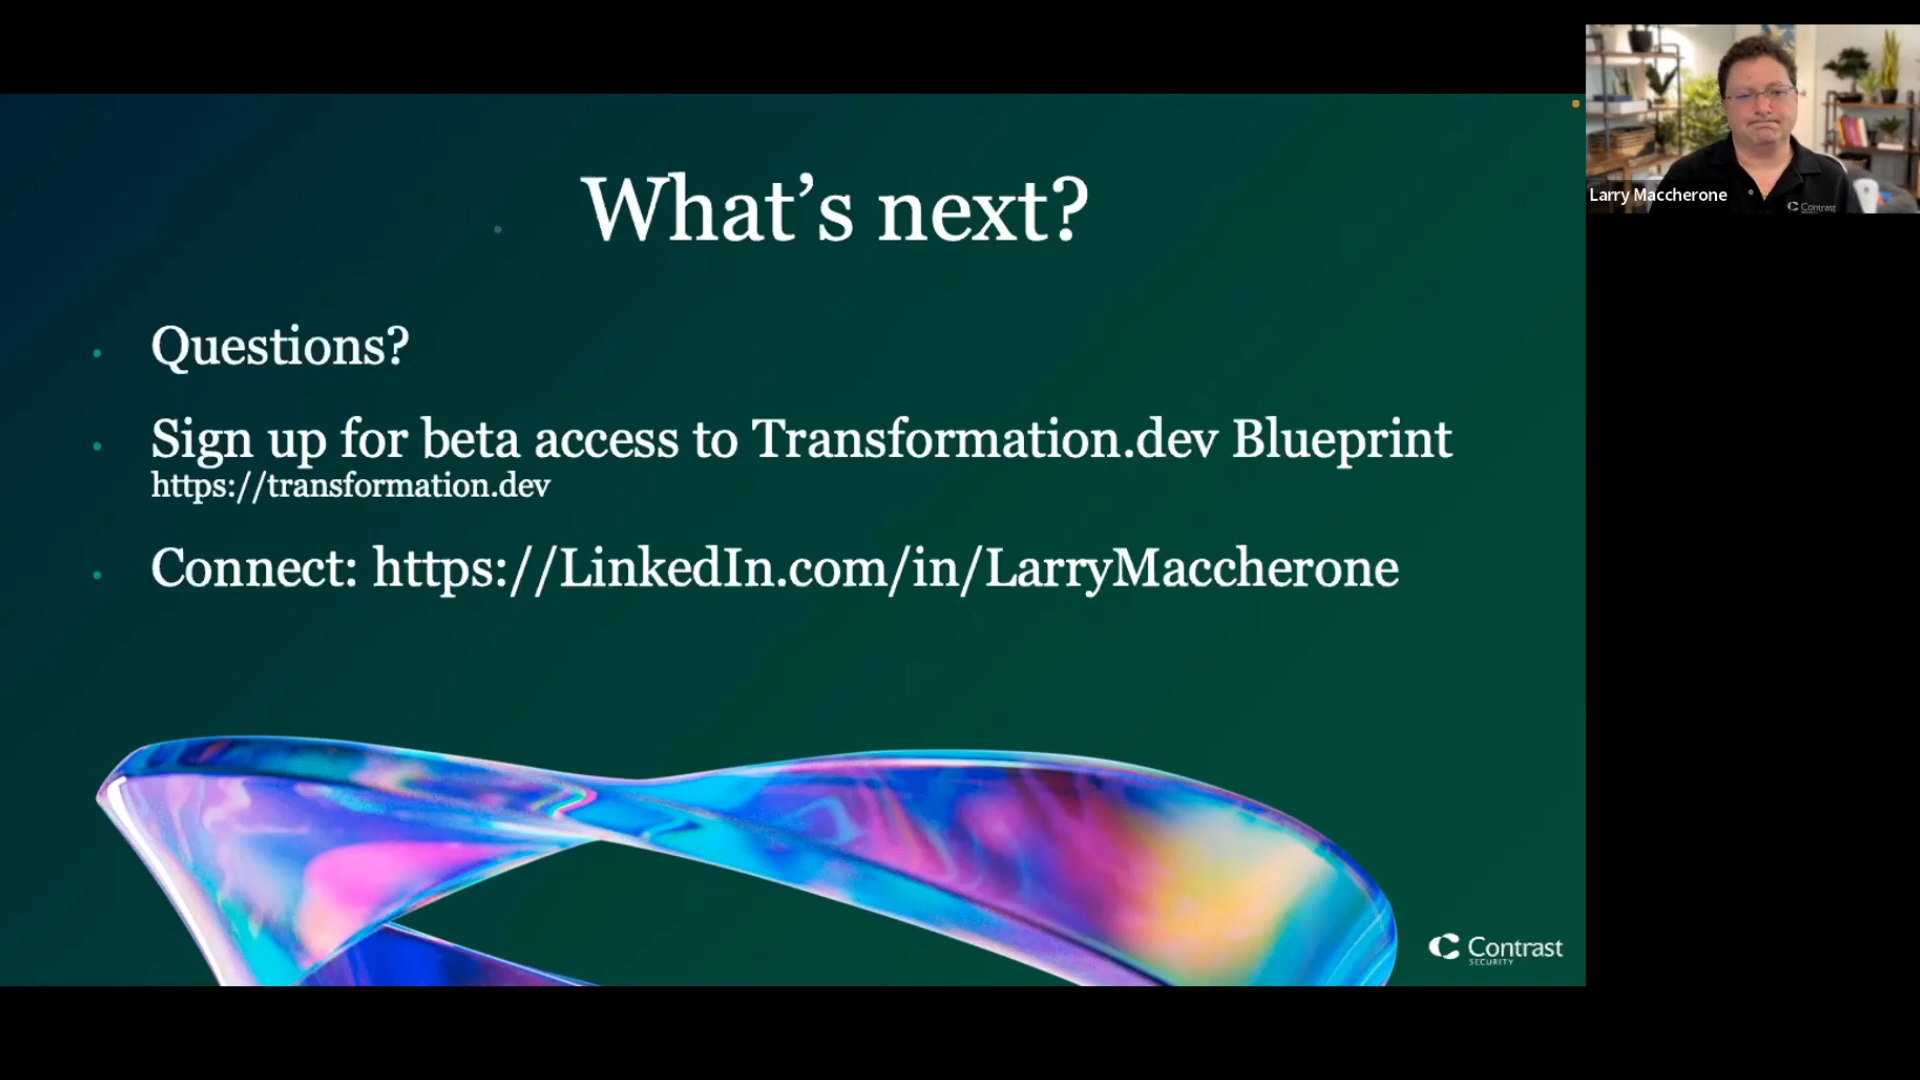 What's next?
Questions?
Sign up for beta access to Transformation.dev Blueprint
https://transformation.dev
Connect: https://LinkedIn.com/in/LarryMaccherone
Contrast
SECURITY
Larry Maccherone
Contrast